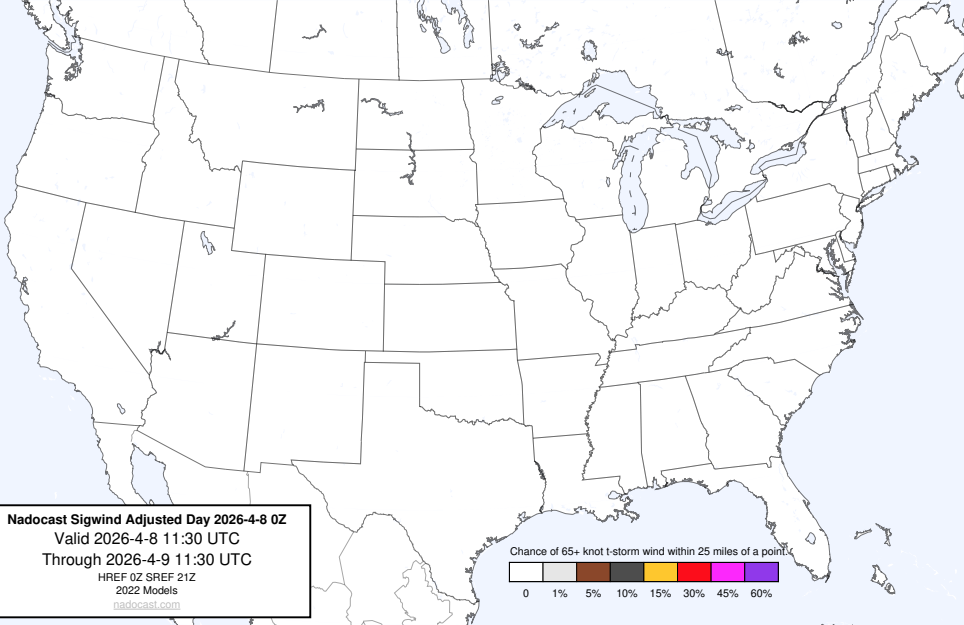 Nadocast Sigwind Adjusted Day 2026-4-8 0Z
Valid 2026-4-8 11:30 UTC
Through 2026-4-9 11:30 UTC
HREF 0Z SREF 21Z
2022 Models
nadocast.com
Chance of 65+ knot t-storm wind within 25 miles of a point.
0 1% 5% 10% 15% 30% 45% 60%